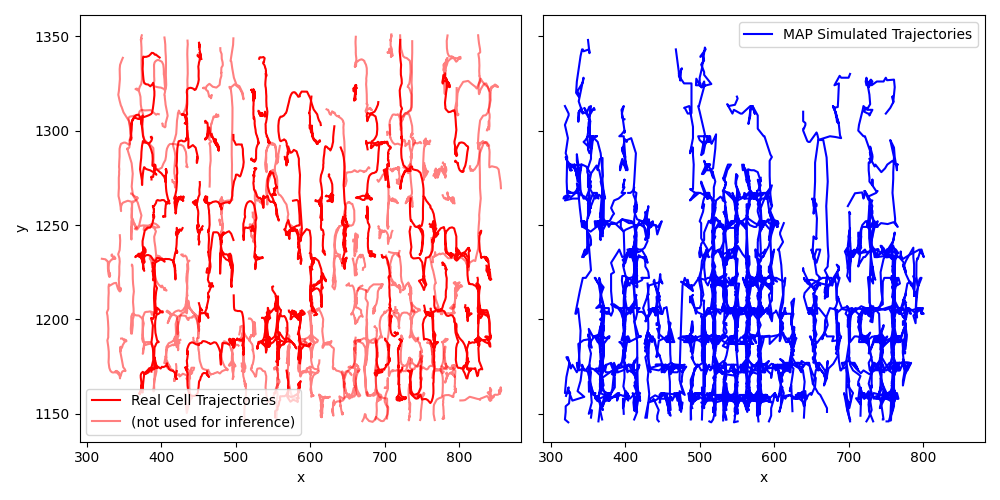 1350
1300
1250
1200
1150
y
300 400 500 600 700 800
x
Real Cell Trajectories
(not used for inference)
MAP Simulated Trajectories
300 400 500 600 700 800
x